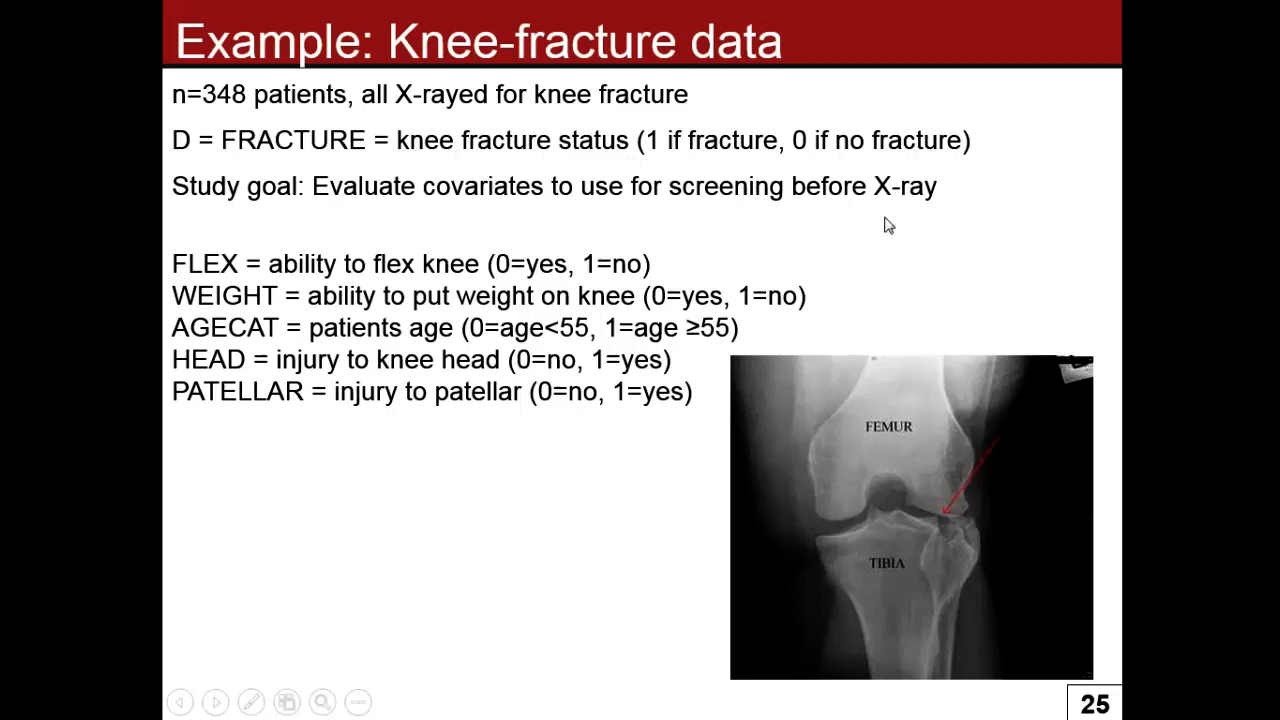 Example: Knee-fracture data
n=348 patients, all X-rayed for knee fracture
D = FRACTURE = knee fracture status (1 if fracture, 0 if no fracture)
Study goal: Evaluate covariates to use for screening before X-ray
FLEX = ability to flex knee (0=yes, 1=no)
WEIGHT = ability to put weight on knee (0=yes, 1=no)
AGECAT = patients age (0=age<55, 1=age ≥55)
HEAD = injury to knee head (0=no, 1=yes)
PATELLAR = injury to patellar (0=no, 1=yes)
FEMUR
TIBIA
25